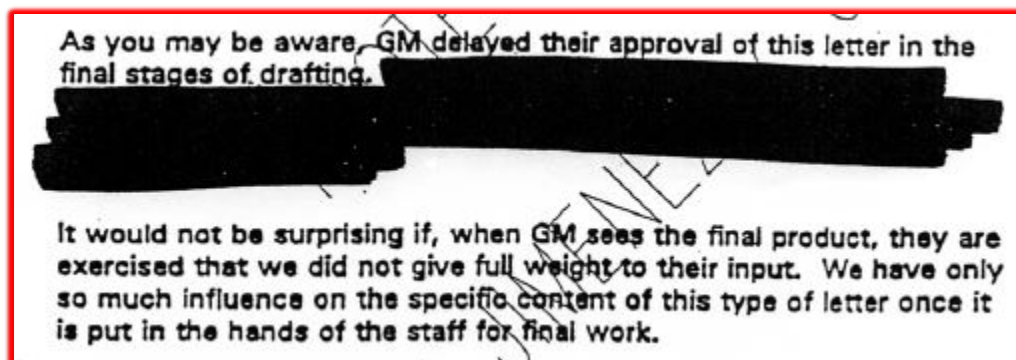 As you may be aware, GM delayed their approval of this letter in the
final stages of drafting.
It would not be surprising if, when GM sees the final product, they are
exercised that we did not give full weight to their input. We have only
so much influence on the specific content of this type of letter once it
is put in the hands of the staff for final work.